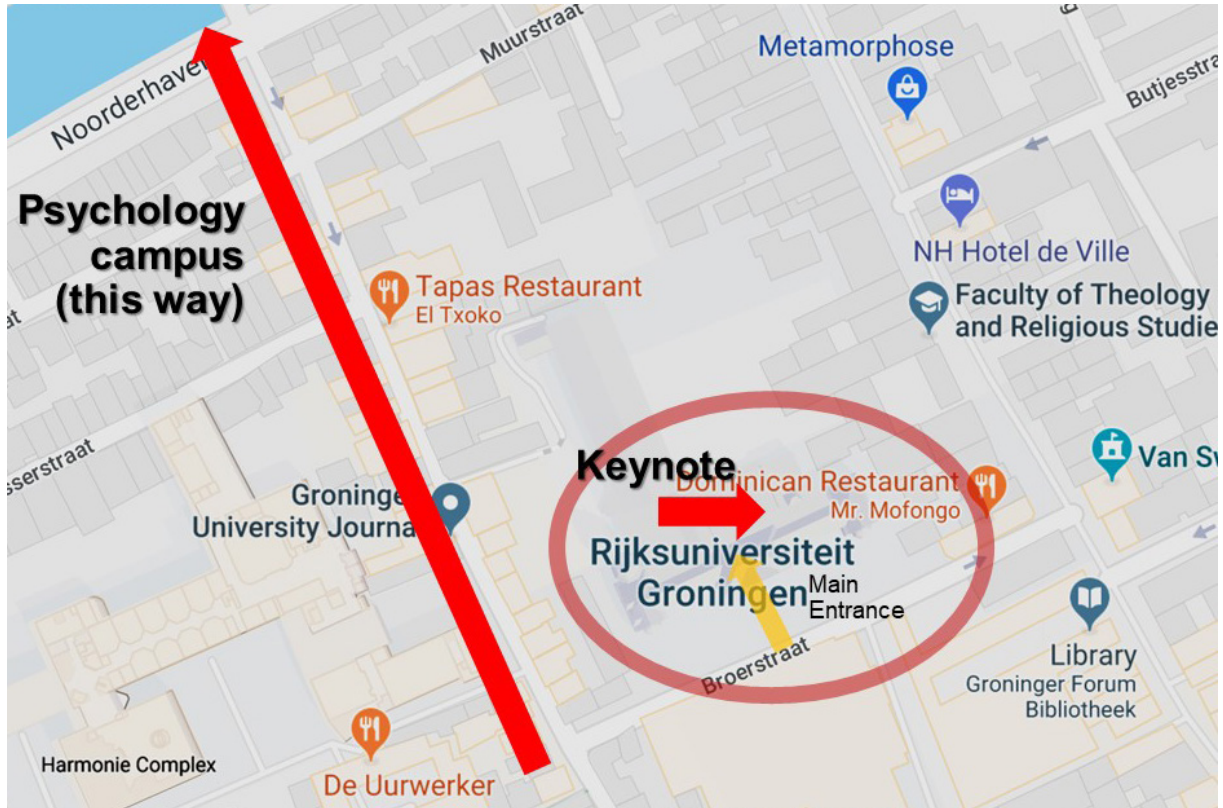 Noorderhaven
Muurstraat
Metamorphose
Butjesstra
Psychology
campus
(this way)
NH Hotel de Ville
Tapas Restaurant
El Txoko
Faculty of Theology
and Religious Studie
at
sserstraat
Keynote
Dominican Restaurant
Mr. Mofongo
Van Sw
Groninge
University Journa
Rijksuniversiteit
Groningen
Main
Entrance
Broerstraat
Library
Groninger Forum
Bibliotheek
Harmonie Complex
De Uurwerker